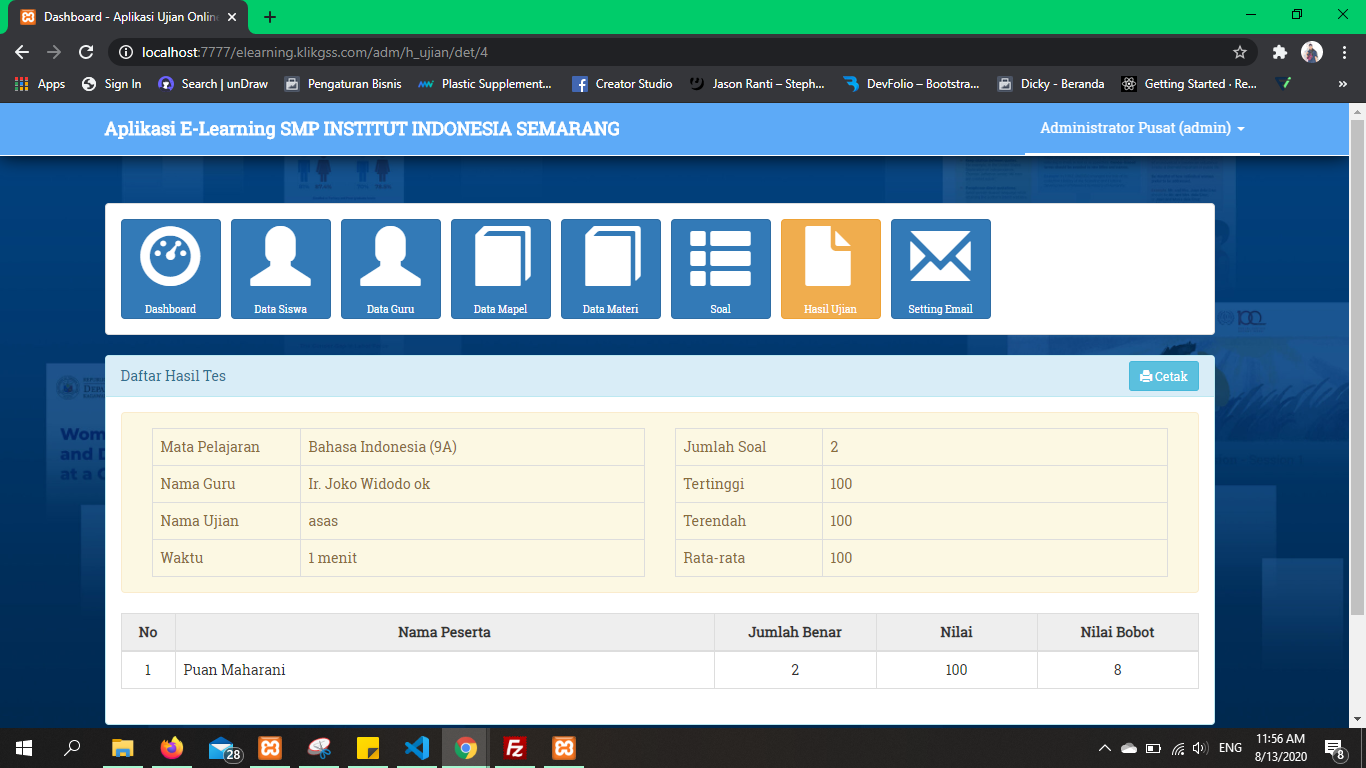 Dashboard - Aplikasi Ujian Onlin
localhost:7777/elearning.klikgss.com/adm/h_ujian/det/4
Apps Sign In Search | unDraw Pengaturan Bisnis Plastic Supplement... Creator Studio Jason Ranti – Steph... DevFolio – Bootstra... Dicky - Beranda Getting Started · Re... »
Aplikasi E-Learning SMP INSTITUT INDONESIA SEMARANG
Administrator Pusat (admin)
Dashboard Data Siswa Data Guru Data Mapel Data Materi Soal Hasil Ujian Setting Email
Daftar Hasil Tes
Cetak
Mata Pelajaran Bahasa Indonesia (9A)
Nama Guru Ir. Joko Widodo ok
Nama Ujian asas
Waktu 1 menit
Jumlah Soal 2
Tertinggi 100
Terendah 100
Rata-rata 100
No Nama Peserta Jumlah Benar Nilai Nilai Bobot
1 Puan Maharani 2 100 8
Wom
and D
at a G
100
28
ENG
11:56 AM
8/13/2020
8